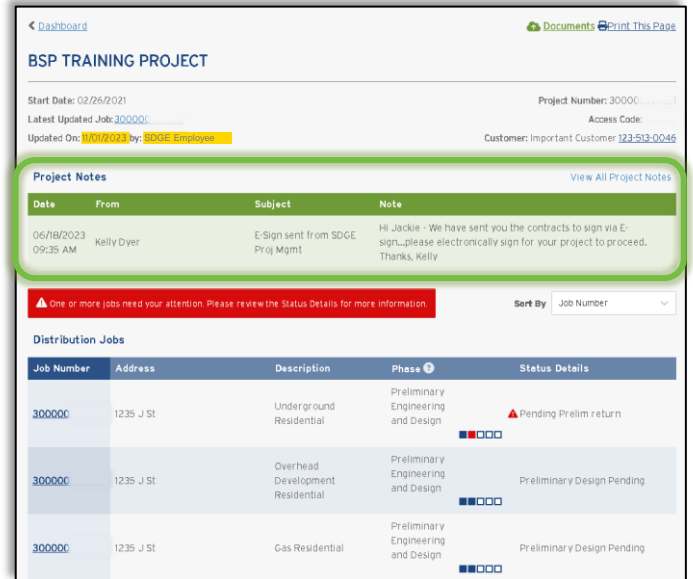 Dashboard
Documents Print This Page
BSP TRAINING PROJECT
Start Date: 02/26/2021
Project Number: 30000
Latest Updated Job: 300000
Access Code:
Updated On: 11/01/2023 by: SDGE Employee
Customer: Important Customer 123-513-0046
Project Notes
View All Project Notes
Date From Subject Note
06/18/2023
09:35 AM
Kelly Dyer
E-Sign sent from SDGE
Proj Mgmt
Hi Jackie - We have sent you the contracts to sign via E-
sign...please electronically sign for your project to proceed.
Thanks, Kelly
One or more jobs need your attention. Please review the Status Details for more information.
Sort By Job Number
Distribution Jobs
Job Number Address Description Phase ? Status Details
300000
1235 J St
Underground
Residential
Preliminary
Engineering
and Design
Pending Prelim return
300000
1235 J St
Overhead
Development
Residential
Preliminary
Engineering
and Design
Preliminary Design Pending
300000
1235 J St
Gas Residential
Preliminary
Engineering
and Design
Preliminary Design Pending